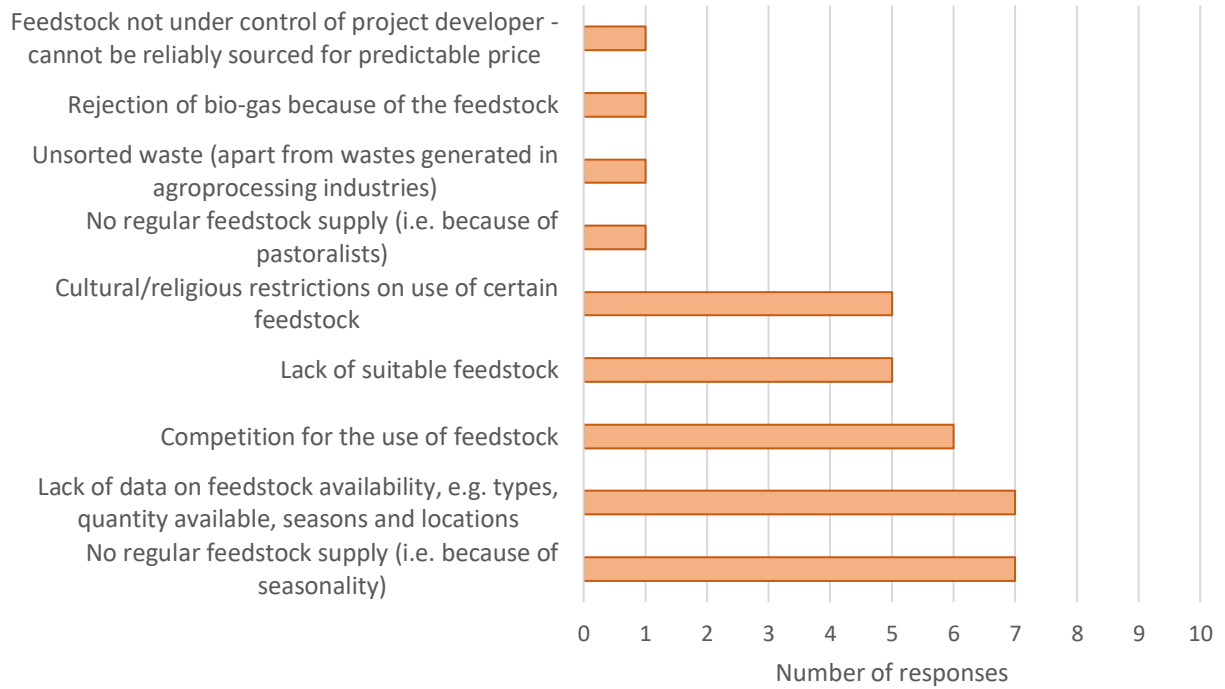 Feedstock not under control of project developer -
cannot be reliably sourced for predictable price
Rejection of bio-gas because of the feedstock
Unsorted waste (apart from wastes generated in
agroprocessing industries)
No regular feedstock supply (i.e. because of
pastoralists)
Cultural/religious restrictions on use of certain
feedstock
Lack of suitable feedstock
Competition for the use of feedstock
Lack of data on feedstock availability, e.g. types,
quantity available, seasons and locations
No regular feedstock supply (i.e. because of
seasonality)
0 1 2 3 4 5 6 7 8 9 10
Number of responses